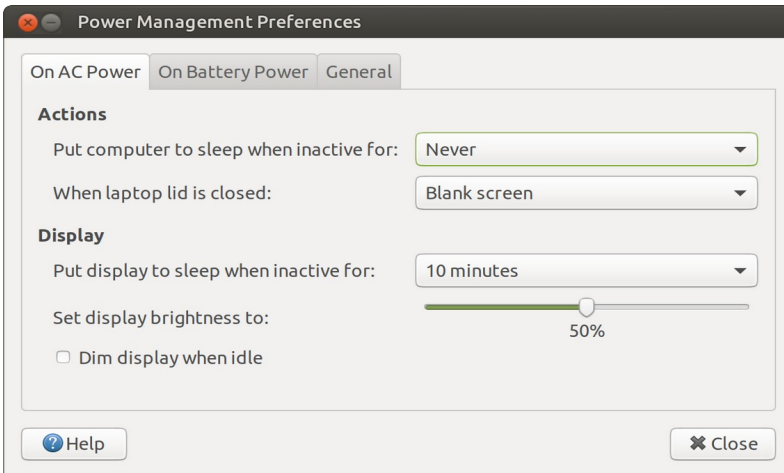 Power Management Preferences
On AC Power On Battery Power General
Actions
Put computer to sleep when inactive for: Never
When laptop lid is closed: Blank screen
Display
Put display to sleep when inactive for: 10 minutes
Set display brightness to:
50%
Dim display when idle
Help Close